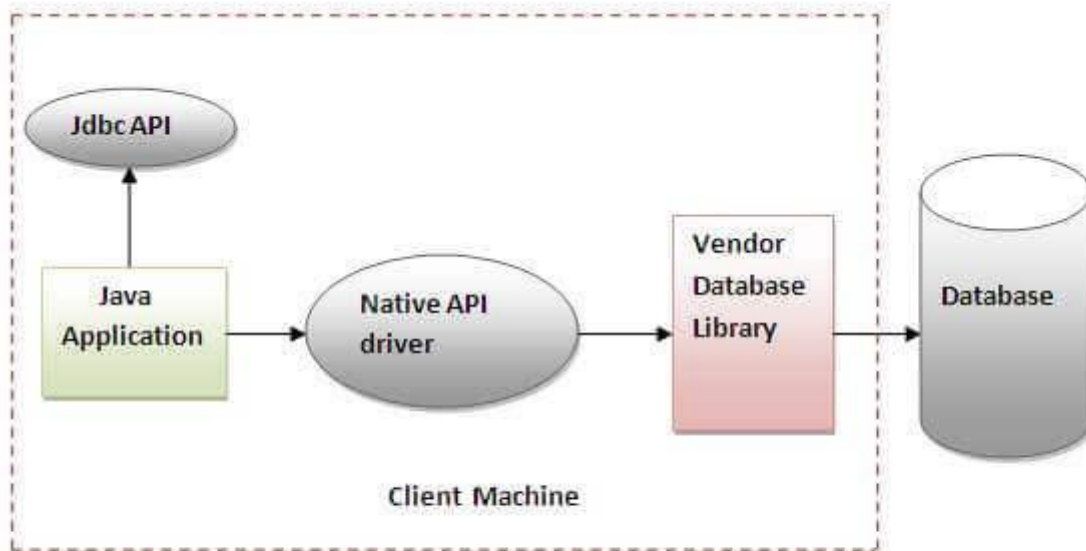 Jdbc API
Java
Application
Native API
driver
Vendor
Database
Library
Database
Client Machine